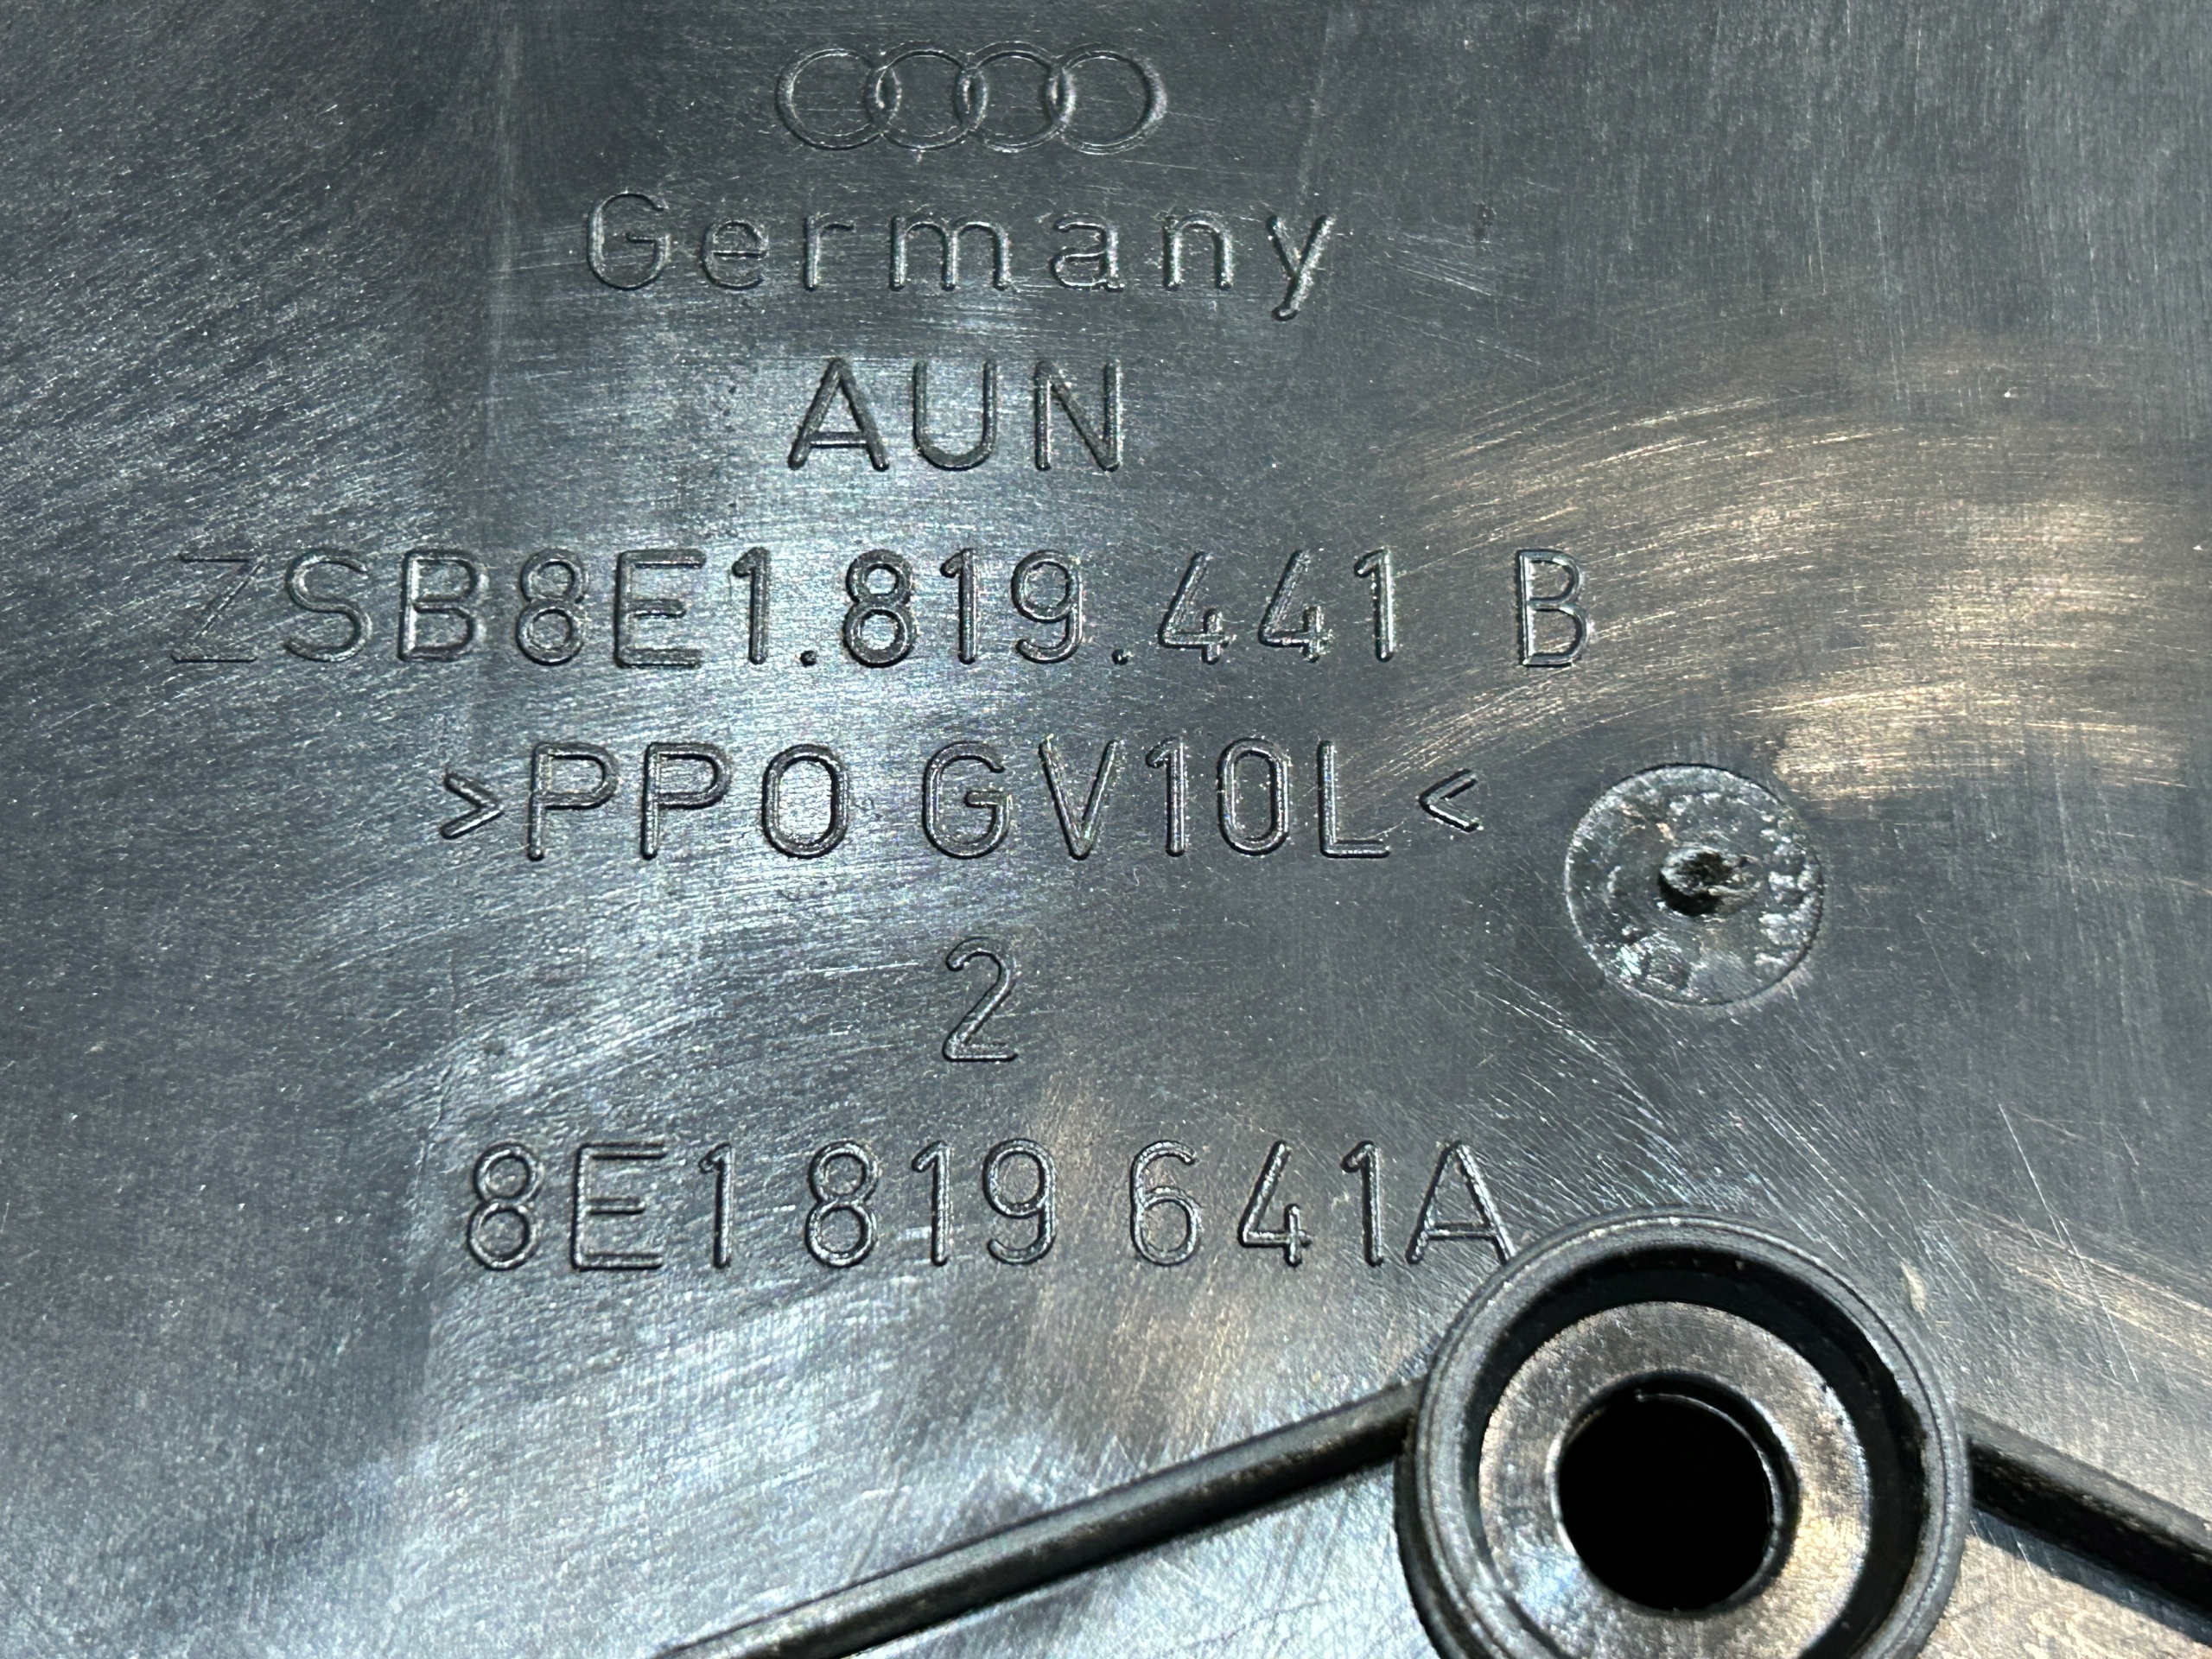 Germany
AUN
ZSB8E1.819.441 B
>PPO GV10L<
2
8E1 819 641A